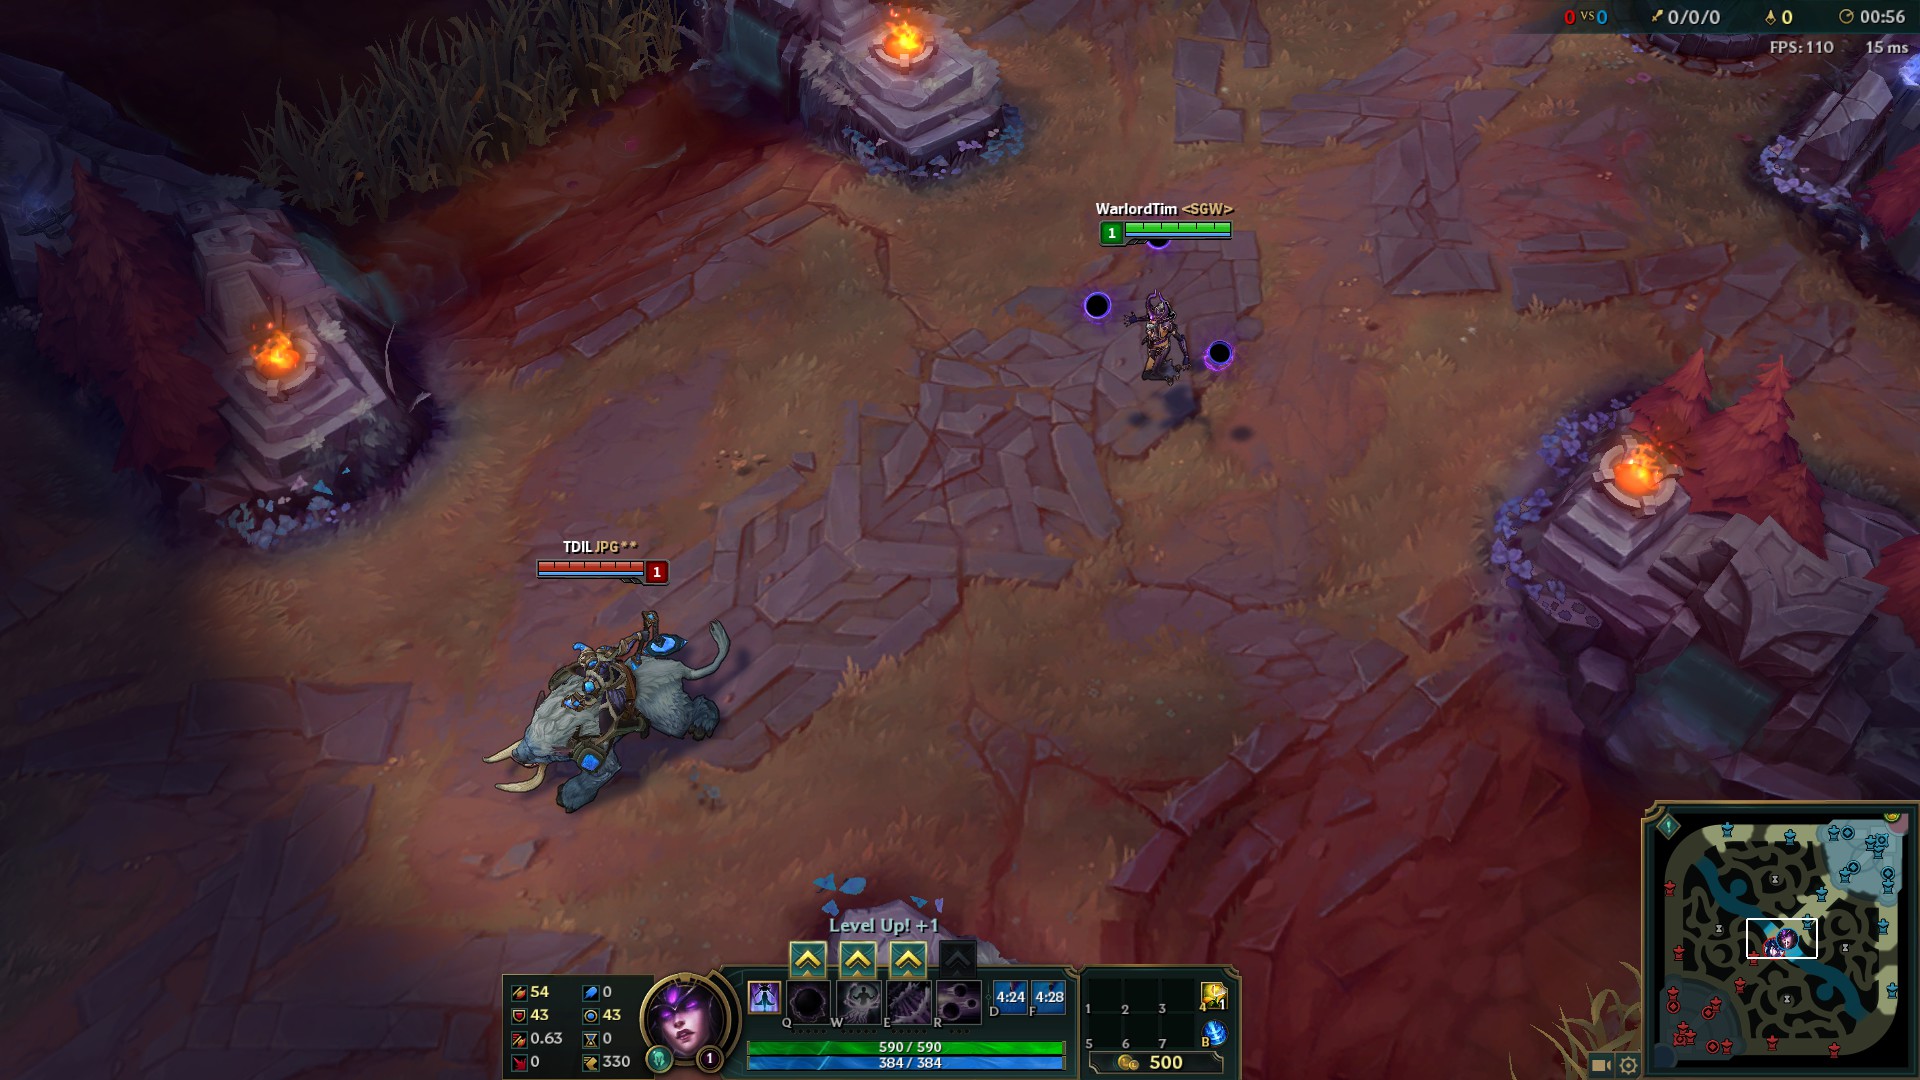 0 VS 0 0/0/0 0 00:56
FPS: 110 15 ms
WarlordTim <SGW>
1
TDIL JPG**
1
Level Up! +1
54 0
43 43
0.63 0
0 330
1
Q W E R
4:24 4:28
D F
590 / 590
384 / 384
1 2 3 4 1
5 6 7 B
500